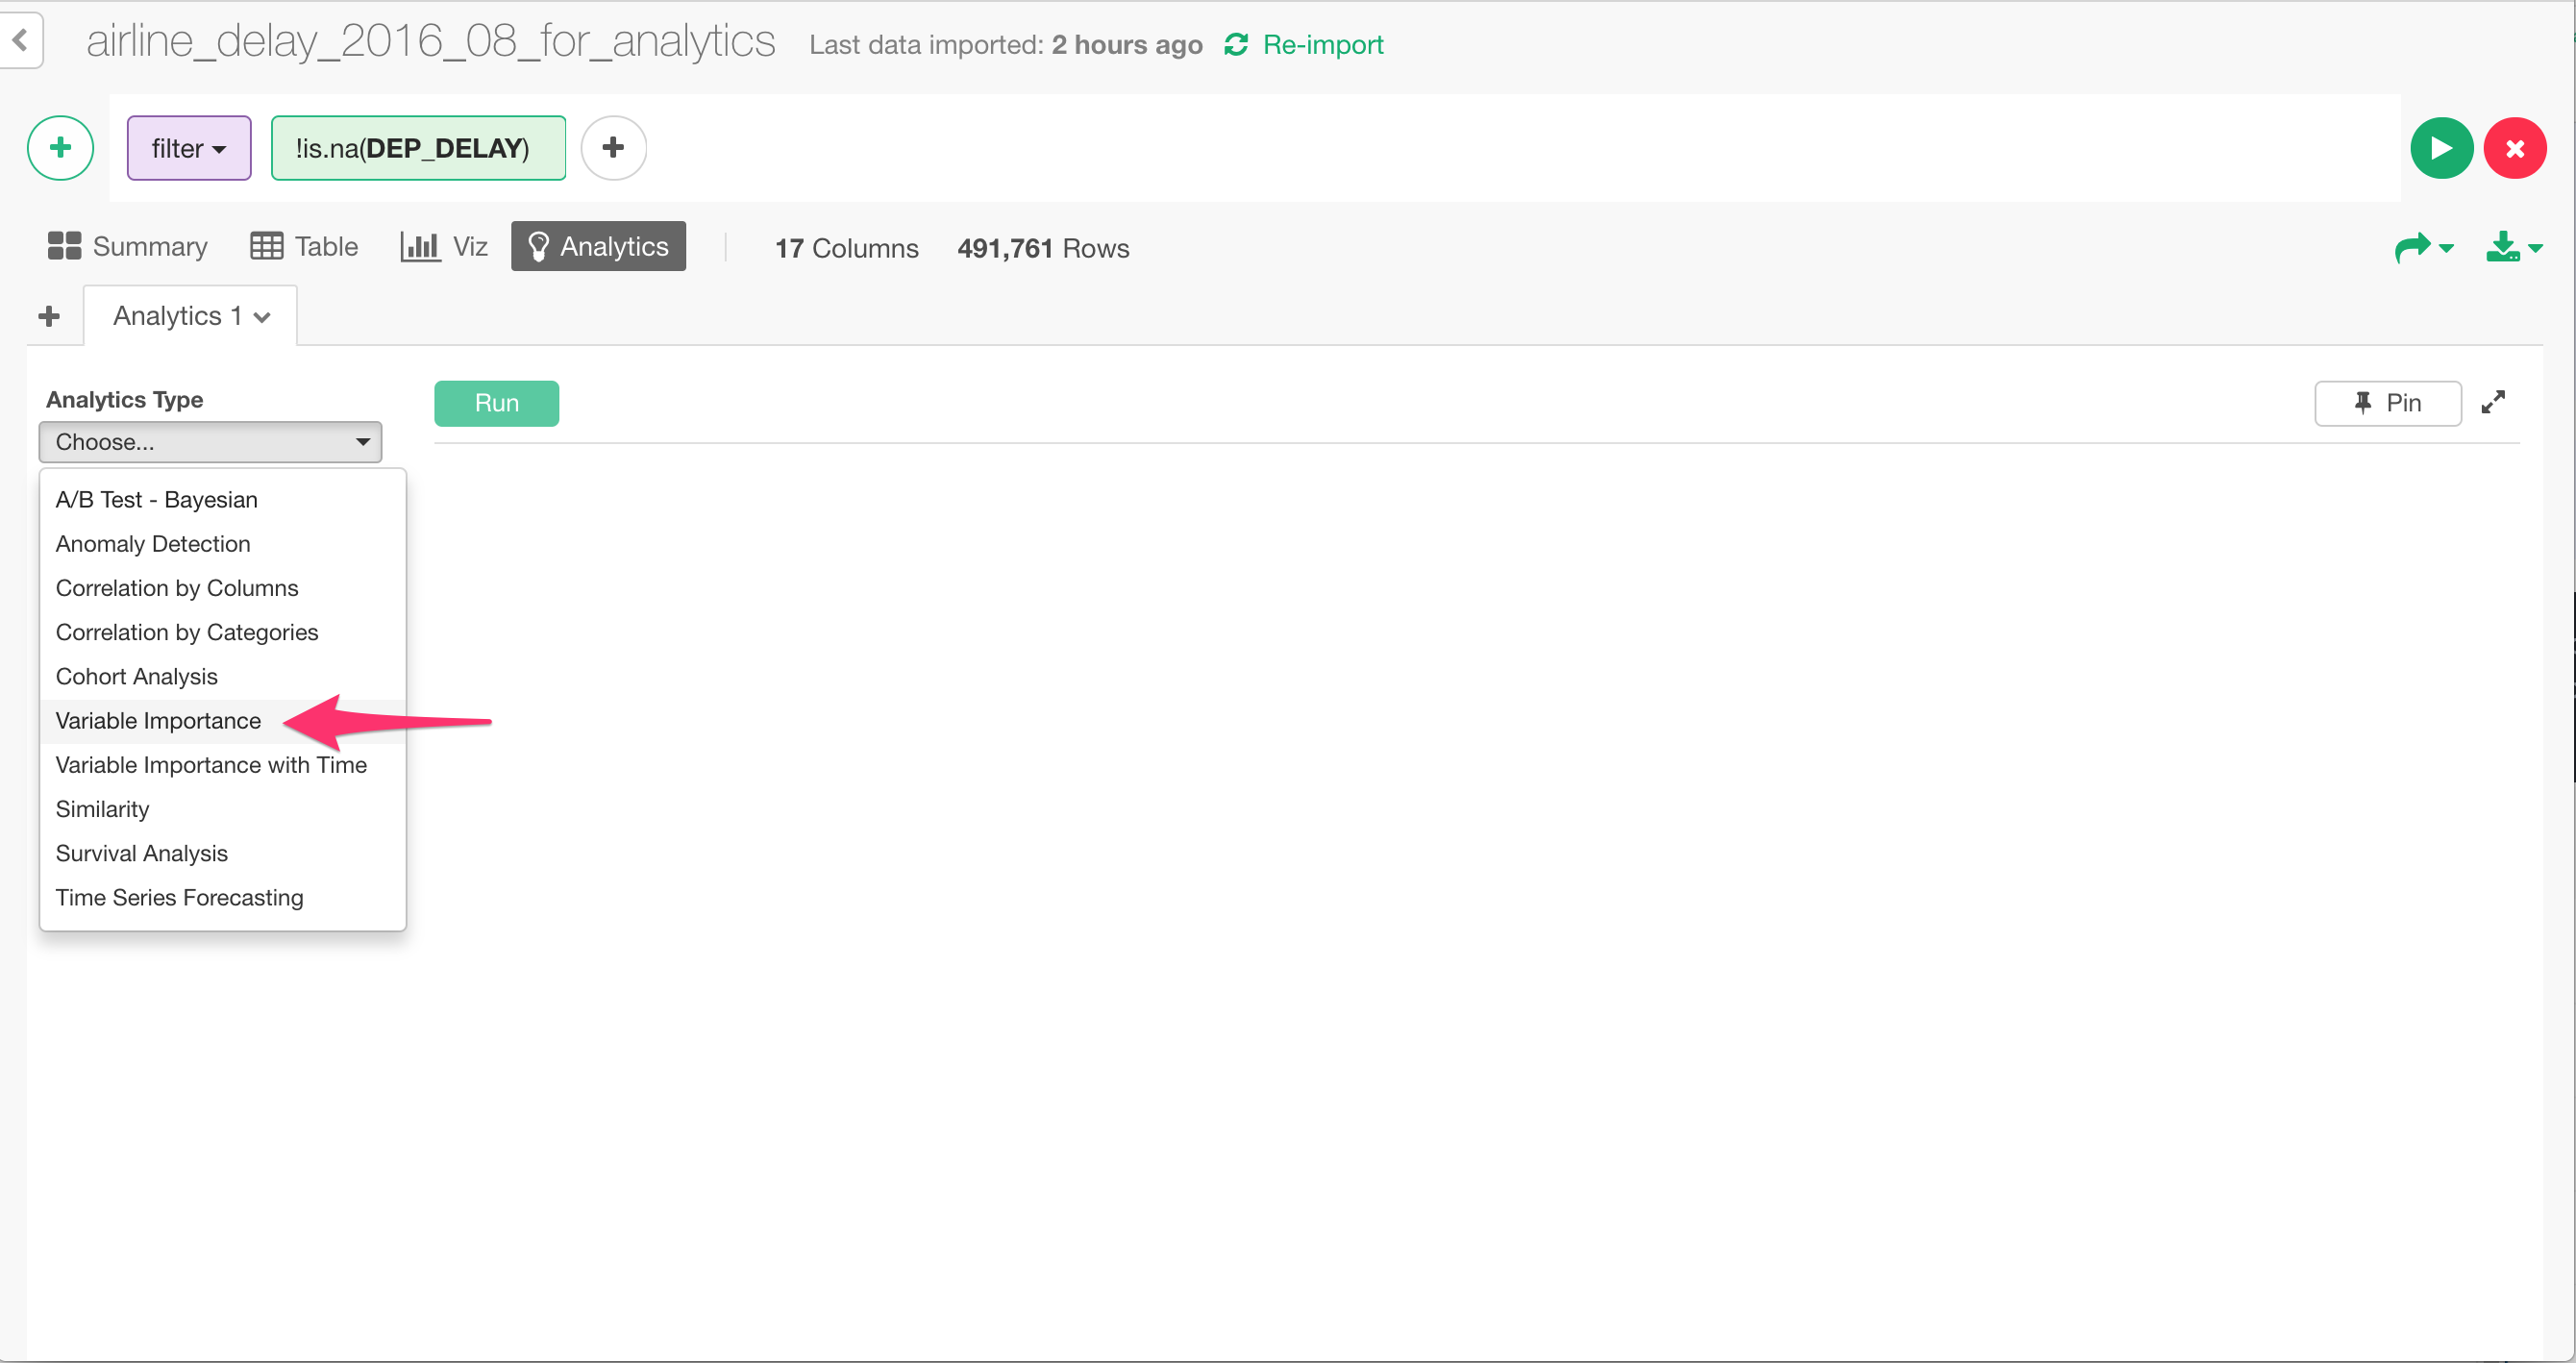 airline_delay_2016_08_for_analytics Last data imported: 2 hours ago Re-import
filter !is.na(DEP_DELAY)
Summary Table Viz Analytics 17 Columns 491,761 Rows
Analytics 1
Analytics Type Run Pin
Choose...
A/B Test - Bayesian
Anomaly Detection
Correlation by Columns
Correlation by Categories
Cohort Analysis
Variable Importance
Variable Importance with Time
Similarity
Survival Analysis
Time Series Forecasting